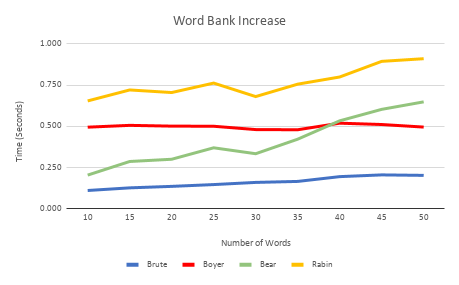 Word Bank Increase
1.000
0.750
0.500
0.250
0.000
Time (Seconds)
10 15 20 25 30 35 40 45 50
Number of Words
Brute Boyer Bear Rabin